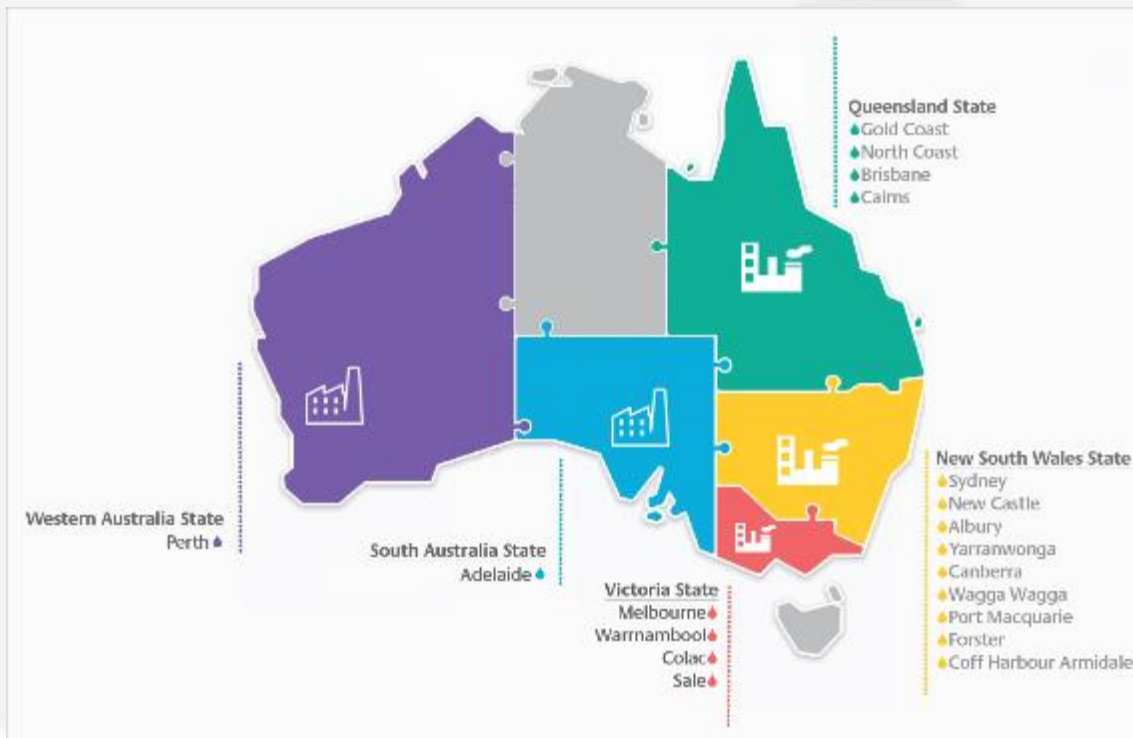 Queensland State
Gold Coast
North Coast
Brisbane
Cairns
New South Wales State
Sydney
New Castle
Albury
Yarranwonga
Canberra
Wagga Wagga
Port Macquarie
Forster
Coff Harbour Armidale
Western Australia State
Perth
South Australia State
Adelaide
Victoria State
Melbourne
Warrnambool
Colac
Sale